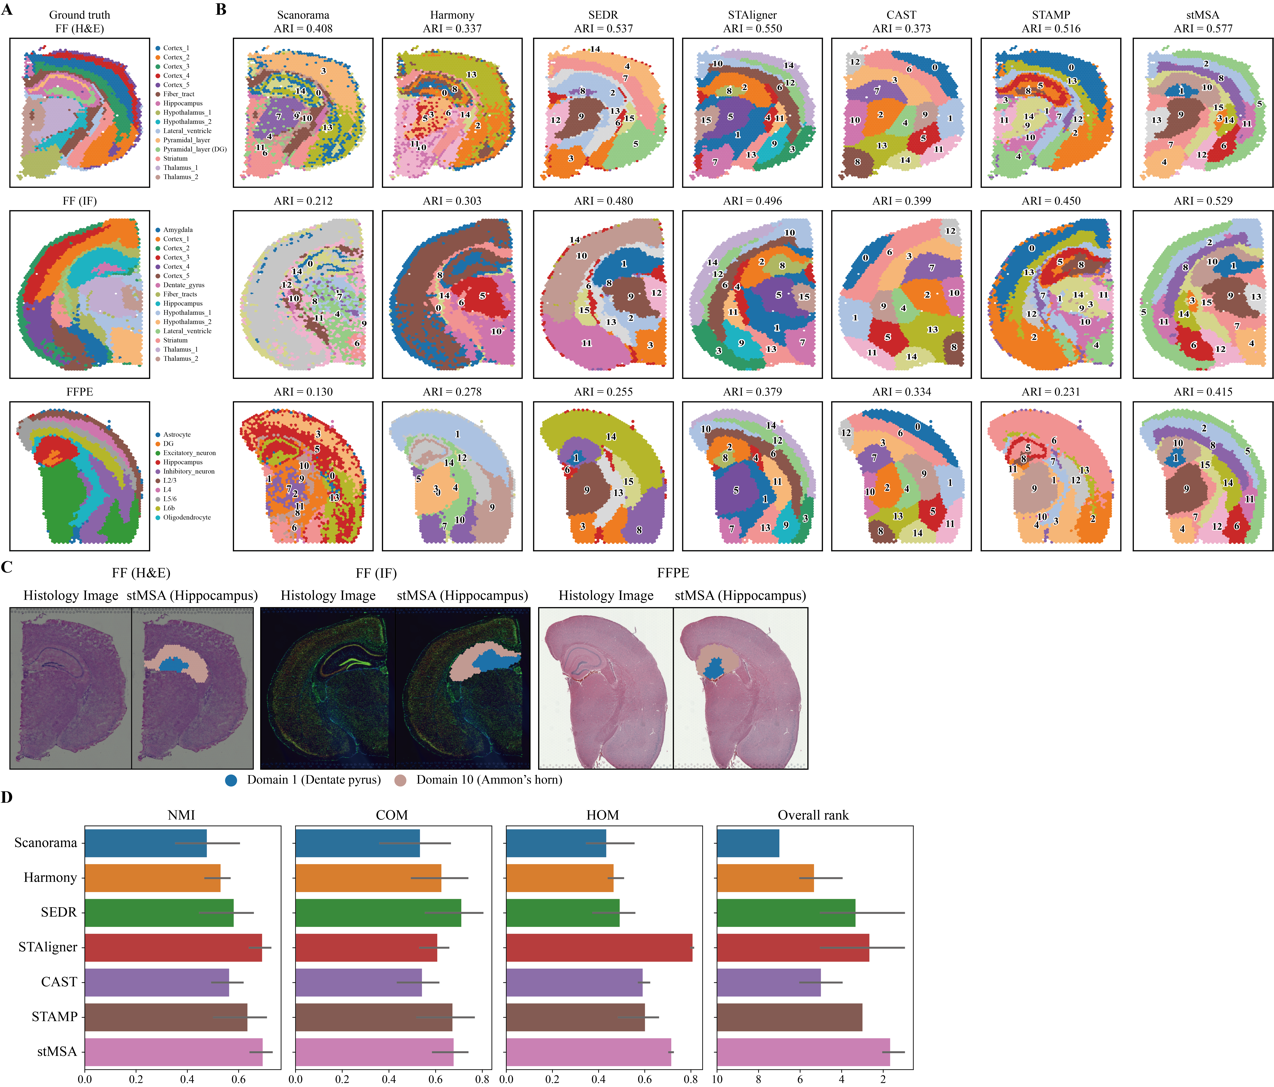 A
B
Ground truth
FF (H&E)
Scanorama
ARI = 0.408
Harmony
ARI = 0.337
SEDR
ARI = 0.537
STAligner
ARI = 0.550
CAST
ARI = 0.373
STAMP
ARI = 0.516
stMSA
ARI = 0.577
Cortex_1
Cortex_2
Cortex_3
Cortex_4
Cortex_5
Fiber_tract
Hippocampus
Hypothalamus_1
Hypothalamus_2
Lateral_ventricle
Pyramidal_layer
Pyramidal_layer (DG)
Striatum
Thalamus_1
Thalamus_2
FF (IF)
ARI = 0.212
ARI = 0.303
ARI = 0.480
ARI = 0.496
ARI = 0.399
ARI = 0.450
ARI = 0.529
Amygdala
Cortex_1
Cortex_2
Cortex_3
Cortex_4
Cortex_5
Dentate_gyrus
Fiber_tracts
Hippocampus
Hypothalamus_1
Hypothalamus_2
Lateral_ventricle
Striatum
Thalamus_1
Thalamus_2
FFPE
ARI = 0.130
ARI = 0.278
ARI = 0.255
ARI = 0.379
ARI = 0.334
ARI = 0.231
ARI = 0.415
Astrocyte
DG
Excitatory_neuron
Hippocampus
Inhibitory_neuron
L2/3
L4
L5/6
L6b
Oligodendrocyte
C
FF (H&E)
FF (IF)
FFPE
Histology Image stMSA (Hippocampus)
Histology Image stMSA (Hippocampus)
Histology Image stMSA (Hippocampus)
Domain 1 (Dentate pyrus)
Domain 10 (Ammon's horn)
D
NMI
COM
HOM
Overall rank
Scanorama
Harmony
SEDR
STAligner
CAST
STAMP
stMSA
0.0 0.2 0.4 0.6
0.0 0.2 0.4 0.6 0.8
0.0 0.2 0.4 0.6 0.8
10 8 6 4 2